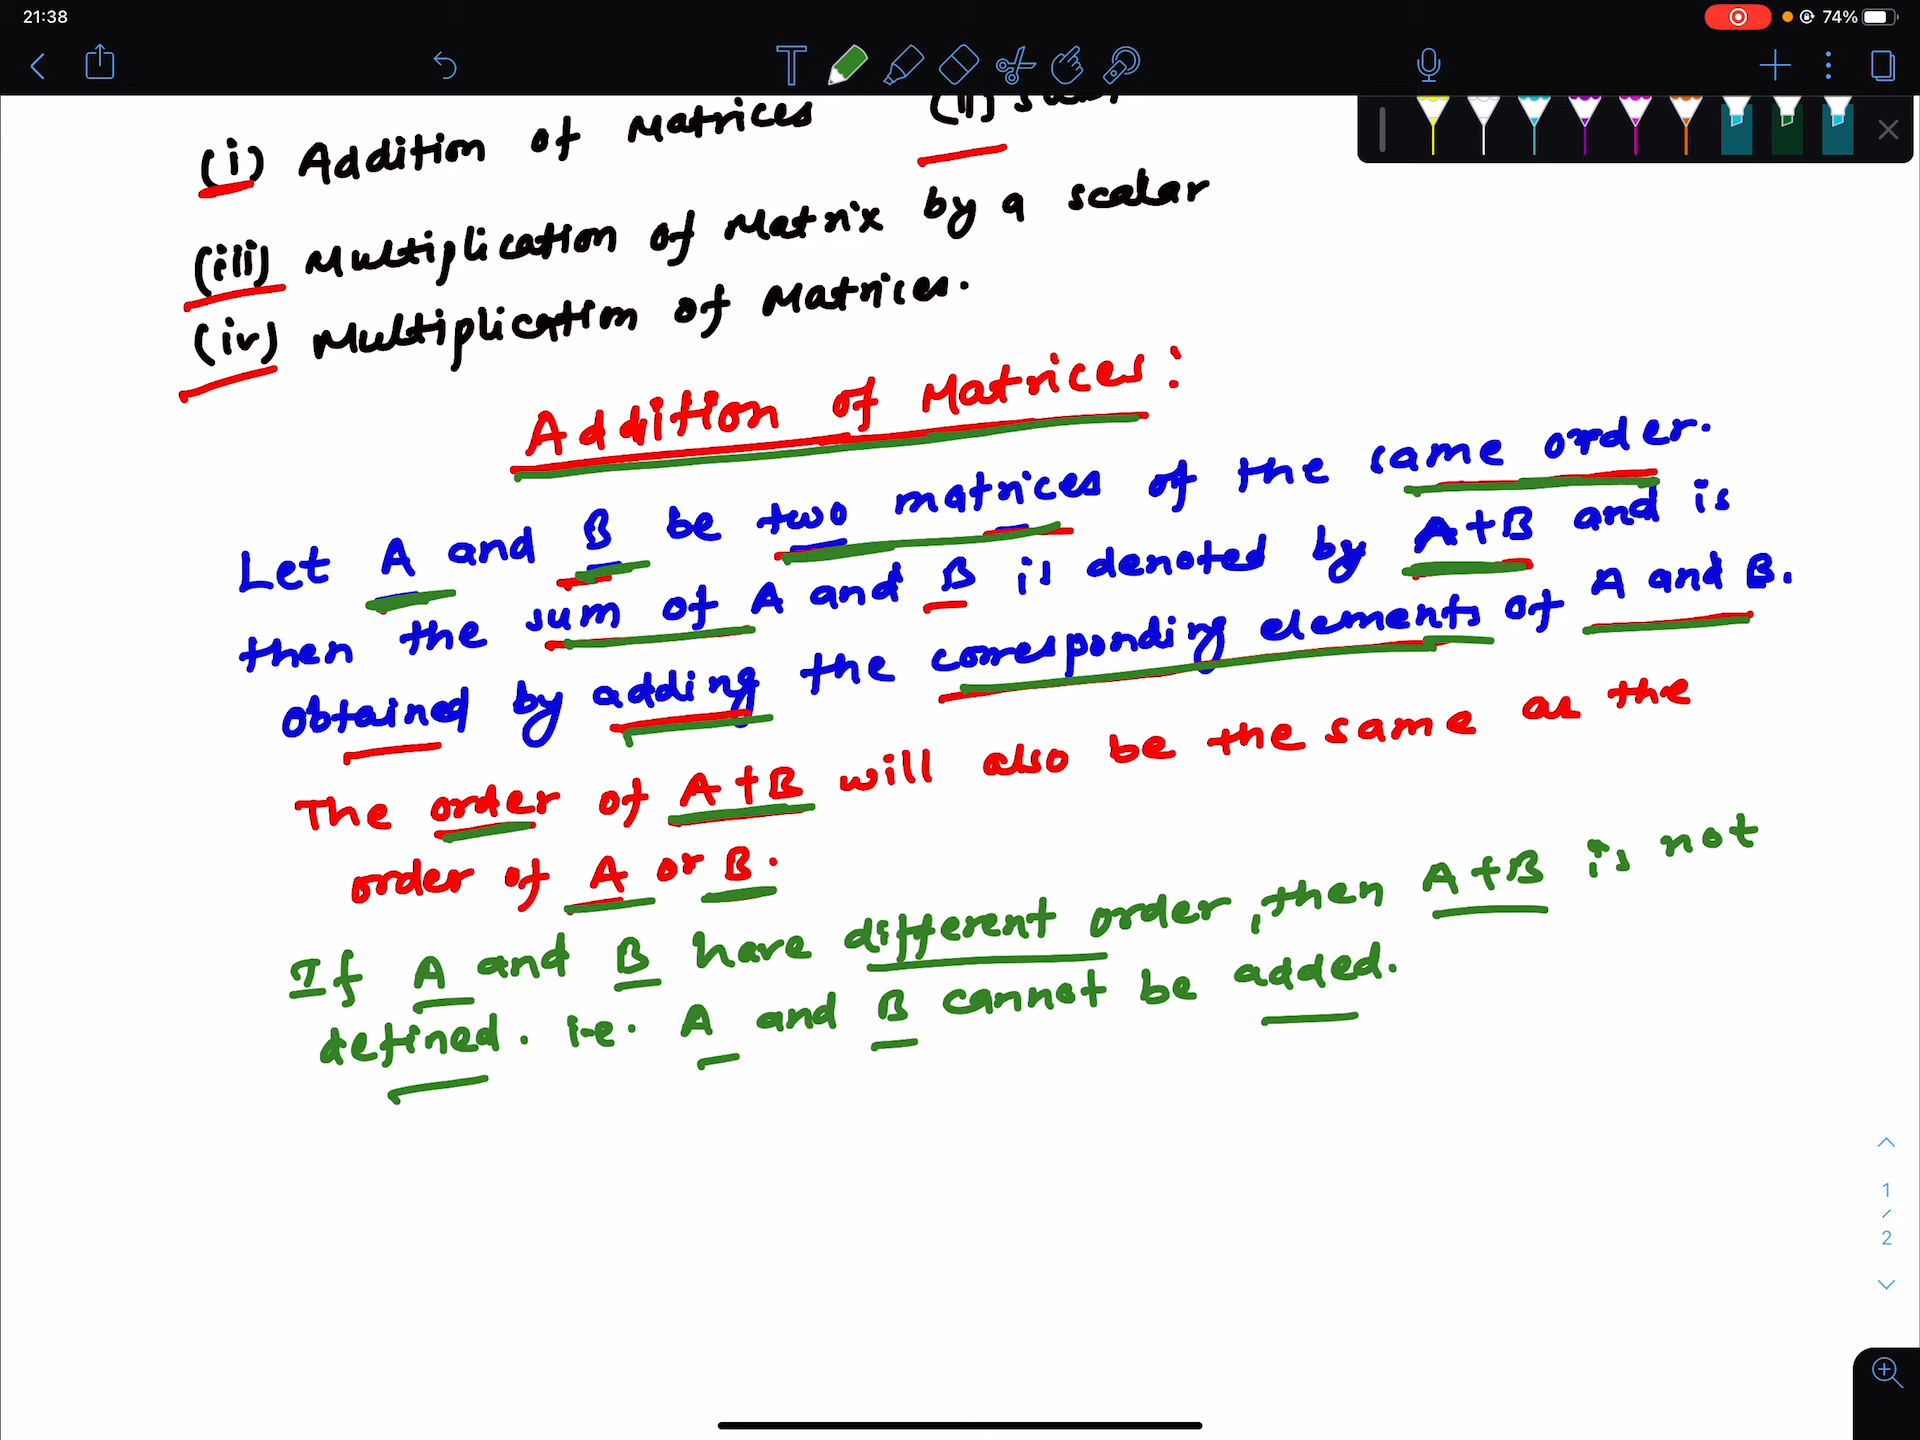 21:38
74%
(i) Addition of Matrices (ii)
(iii) Multiplication of Matrix by a scalar
(iv) Multiplication of Matrices.
Addition of Matrices:
Let A and B be two matrices of the same order.
then the sum of A and B is denoted by A+B and is
obtained by adding the corresponding elements of A and B.
The order of A+B will also be the same as the
order of A or B.
If A and B have different order, then A+B is not
defined. i.e. A and B cannot be added.
1
/
2